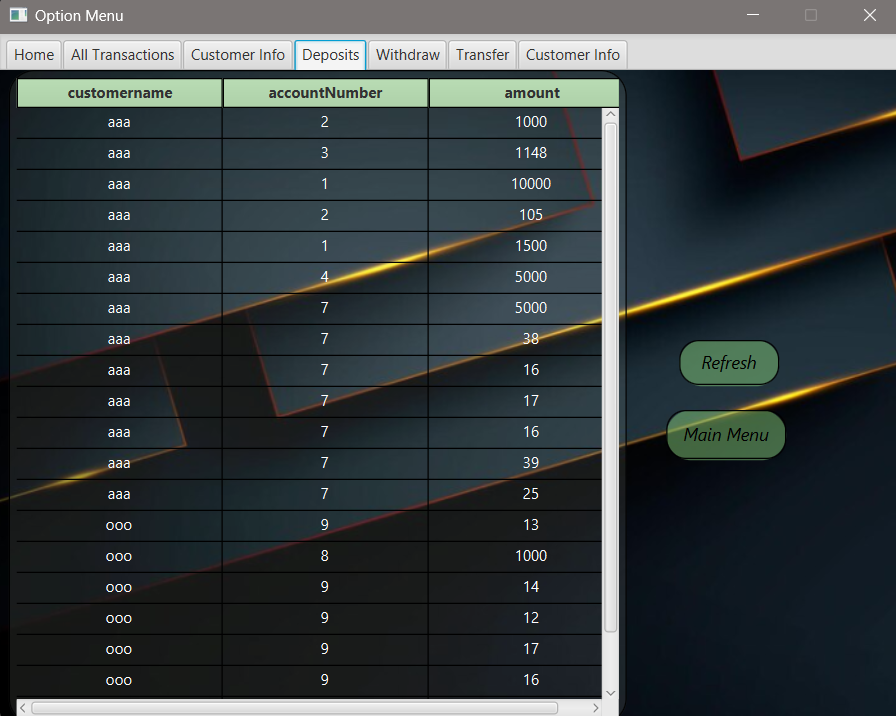 Option Menu
Home All Transactions Customer Info Deposits Withdraw Transfer Customer Info
customername accountNumber amount
aaa 2 1000
aaa 3 1148
aaa 1 10000
aaa 2 105
aaa 1 1500
aaa 4 5000
aaa 7 5000
aaa 7 38
aaa 7 16
aaa 7 17
aaa 7 16
aaa 7 39
aaa 7 25
ooo 9 13
ooo 8 1000
ooo 9 14
ooo 9 12
ooo 9 17
ooo 9 16
Refresh
Main Menu